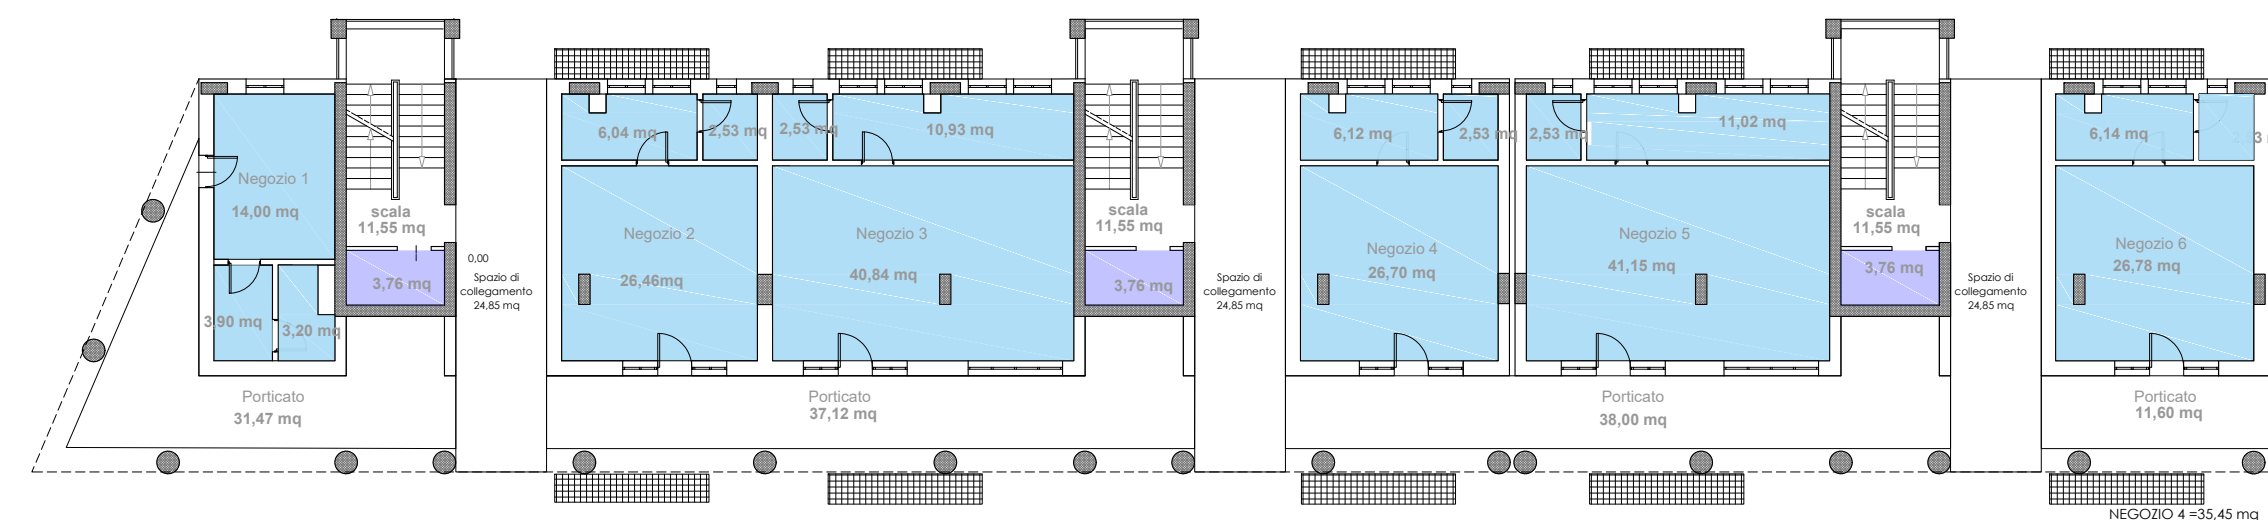 6,04 mq
2,53 mq
2,53 mq
10,93 mq
6,12 mq
2,53 mq
2,53 mq
11,02 mq
6,14 mq
Negozio 1
14,00 mq
scala
11,55 mq
3,76 mq
3,90 mq
3,20 mq
0,00
Spazio di
collegamento
24,85 mq
Negozio 2
26,46mq
Negozio 3
40,84 mq
scala
11,55 mq
3,76 mq
Spazio di
collegamento
24,85 mq
Negozio 4
26,70 mq
Negozio 5
41,15 mq
scala
11,55 mq
3,76 mq
Spazio di
collegamento
24,85 mq
Negozio 6
26,78 mq
Porticato
31,47 mq
Porticato
37,12 mq
Porticato
38,00 mq
Porticato
11,60 mq
NEGOZIO 4 =35,45 mq